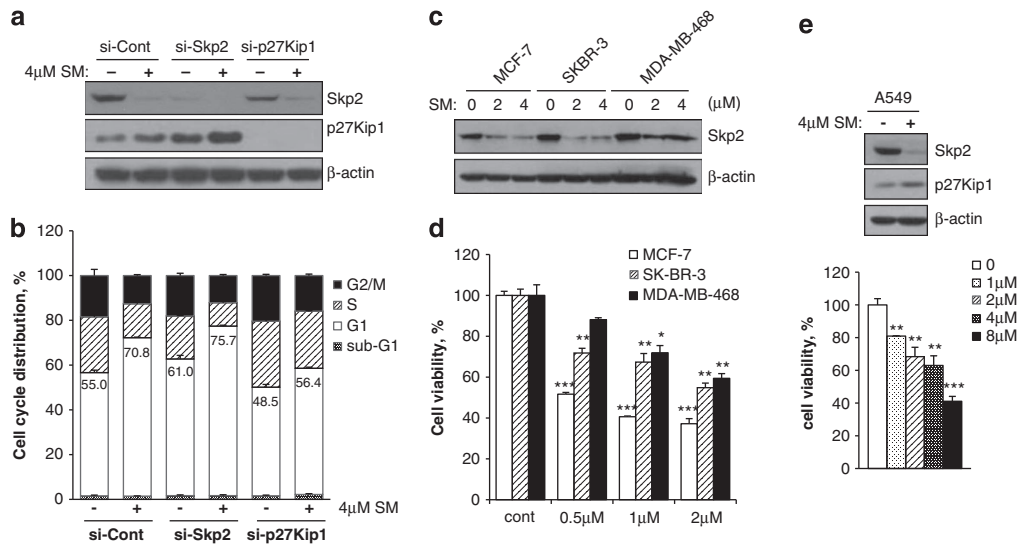 a
si-Cont si-Skp2 si-p27Kip1
4μM SM: – + – + – +
Skp2
p27Kip1
β-actin
b
Cell cycle distribution, %
120
100
80
60
40
20
0
55.0 70.8 61.0 75.7 48.5 56.4
G2/M
S
G1
sub-G1
- + - + - + 4μM SM
si-Cont si-Skp2 si-p27Kip1
c
MCF-7 SKBR-3 MDA-MB-468
SM: 0 2 4 0 2 4 0 2 4 (μM)
Skp2
β-actin
d
Cell viability, %
120
100
80
60
40
20
0
MCF-7
SK-BR-3
MDA-MB-468
*** ** *** ** * *** ** **
cont 0.5μM 1μM 2μM
e
A549
4μM SM: - +
Skp2
p27Kip1
β-actin
cell viability, %
120
100
80
60
40
20
0
0
1μM
2μM
4μM
8μM
** ** ** ***